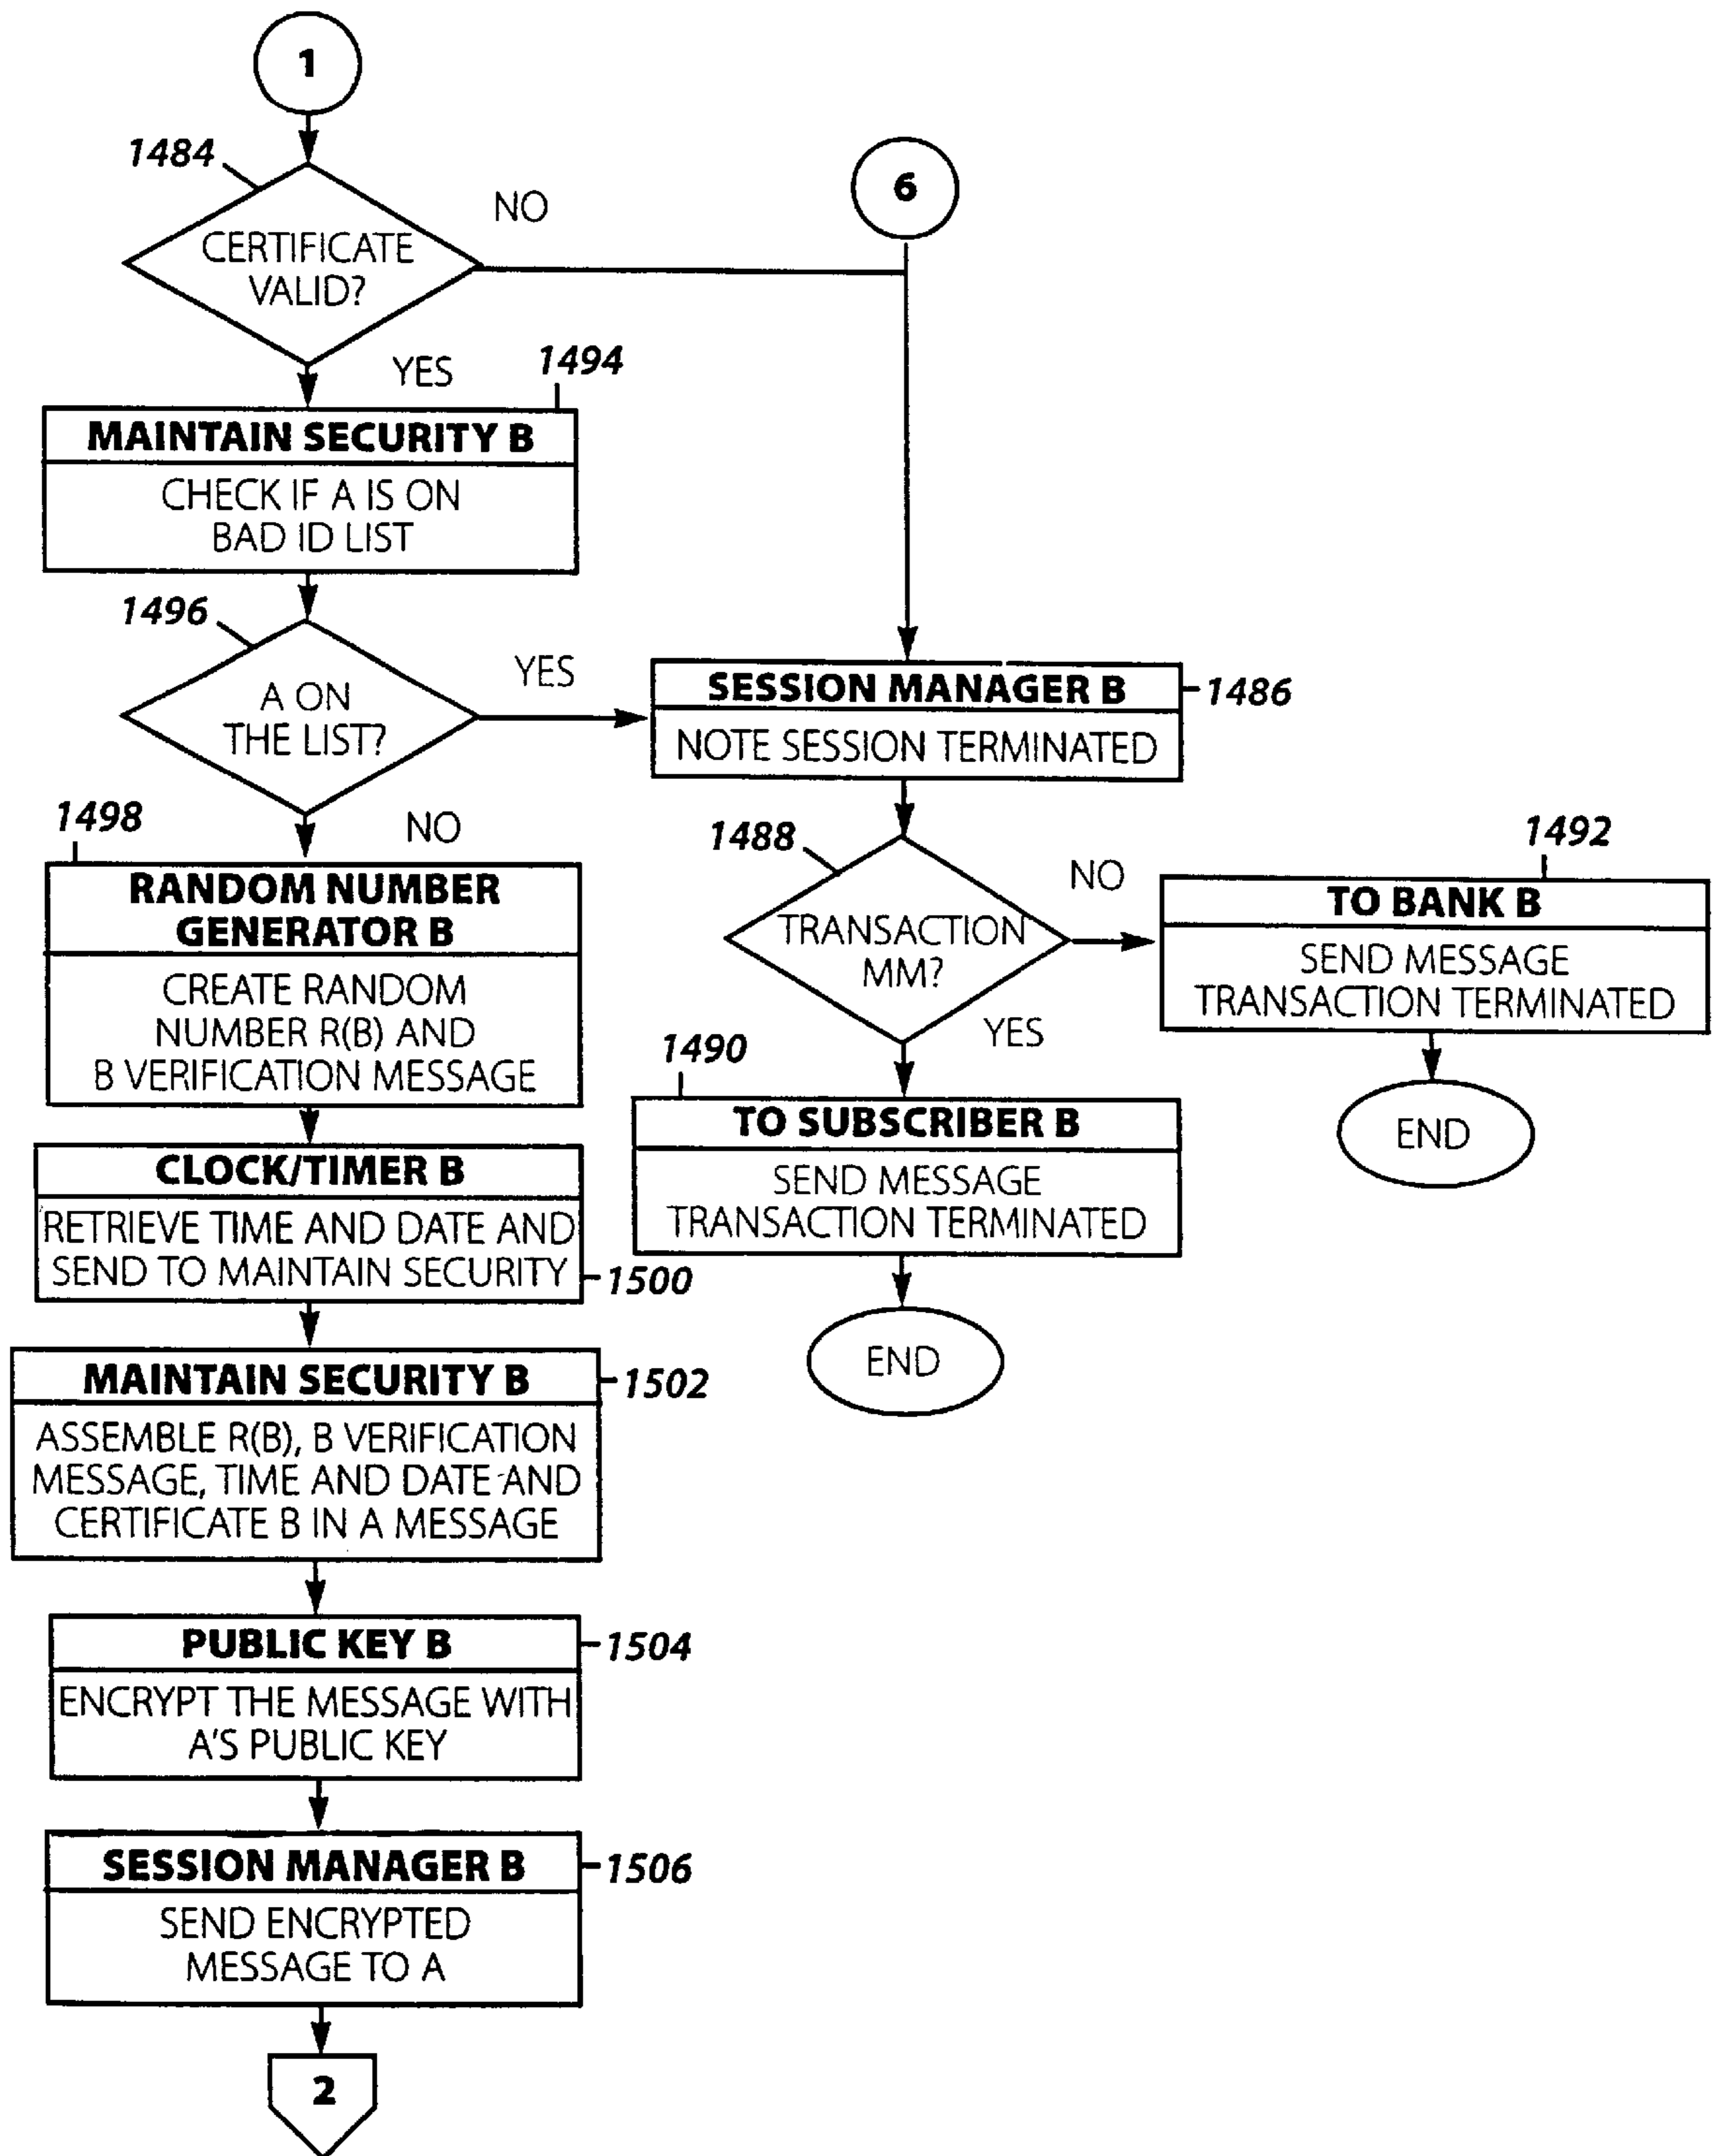 1
1484
NO
CERTIFICATE
VALID?
6
YES
1494
MAINTAIN SECURITY B
CHECK IF A IS ON
BAD ID LIST
1496
A ON
THE LIST?
YES
SESSION MANAGER B
1486
NOTE SESSION TERMINATED
NO
1498
RANDOM NUMBER
GENERATOR B
CREATE RANDOM
NUMBER R(B) AND
B VERIFICATION MESSAGE
1488
TRANSACTION
MM?
NO
1492
TO BANK B
SEND MESSAGE
TRANSACTION TERMINATED
END
YES
1490
TO SUBSCRIBER B
SEND MESSAGE
TRANSACTION TERMINATED
END
CLOCK/TIMER B
RETRIEVE TIME AND DATE AND
SEND TO MAINTAIN SECURITY
1500
MAINTAIN SECURITY B
1502
ASSEMBLE R(B), B VERIFICATION
MESSAGE, TIME AND DATE AND
CERTIFICATE B IN A MESSAGE
PUBLIC KEY B
1504
ENCRYPT THE MESSAGE WITH
A'S PUBLIC KEY
SESSION MANAGER B
1506
SEND ENCRYPTED
MESSAGE TO A
2